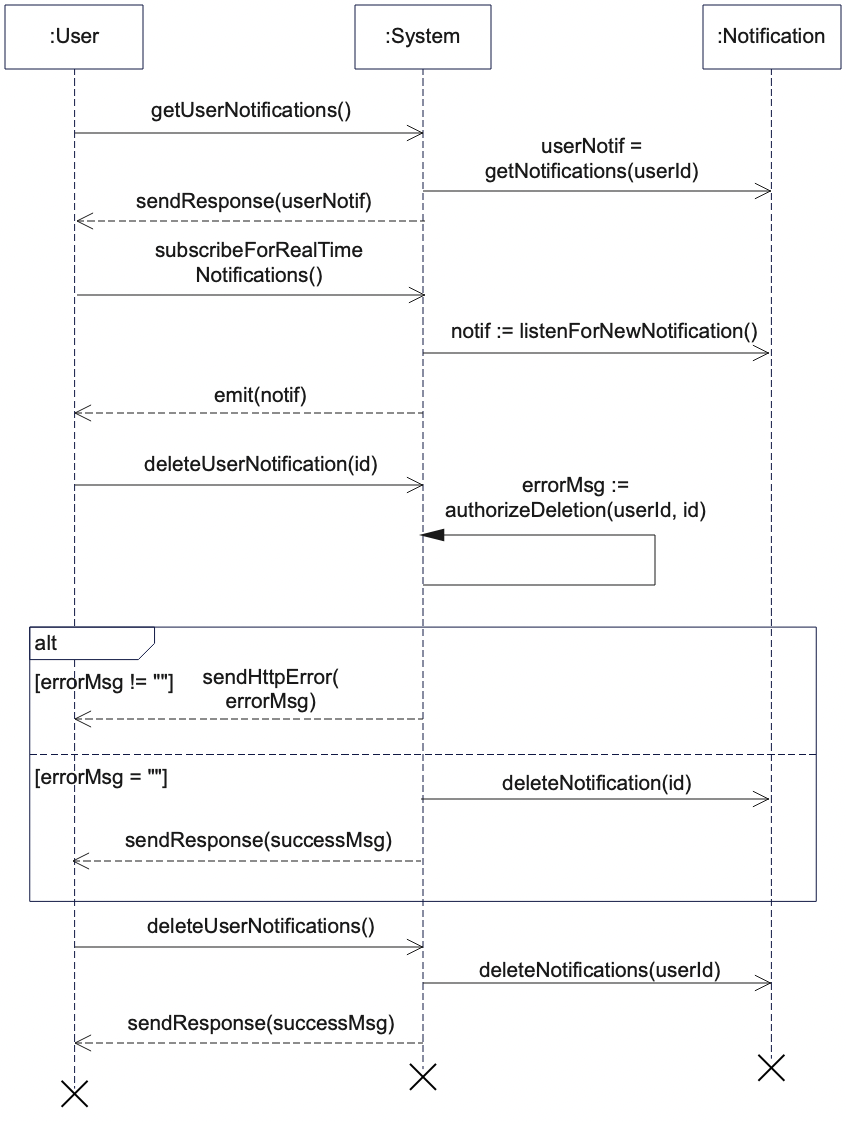 :User
:System
:Notification
getUserNotifications()
userNotif =
getNotifications(userId)
sendResponse(userNotif)
subscribeForRealTime
Notifications()
notif := listenForNewNotification()
emit(notif)
deleteUserNotification(id)
errorMsg :=
authorizeDeletion(userId, id)
alt
[errorMsg != ""]
sendHttpError(
errorMsg)
[errorMsg = ""]
deleteNotification(id)
sendResponse(successMsg)
deleteUserNotifications()
deleteNotifications(userId)
sendResponse(successMsg)